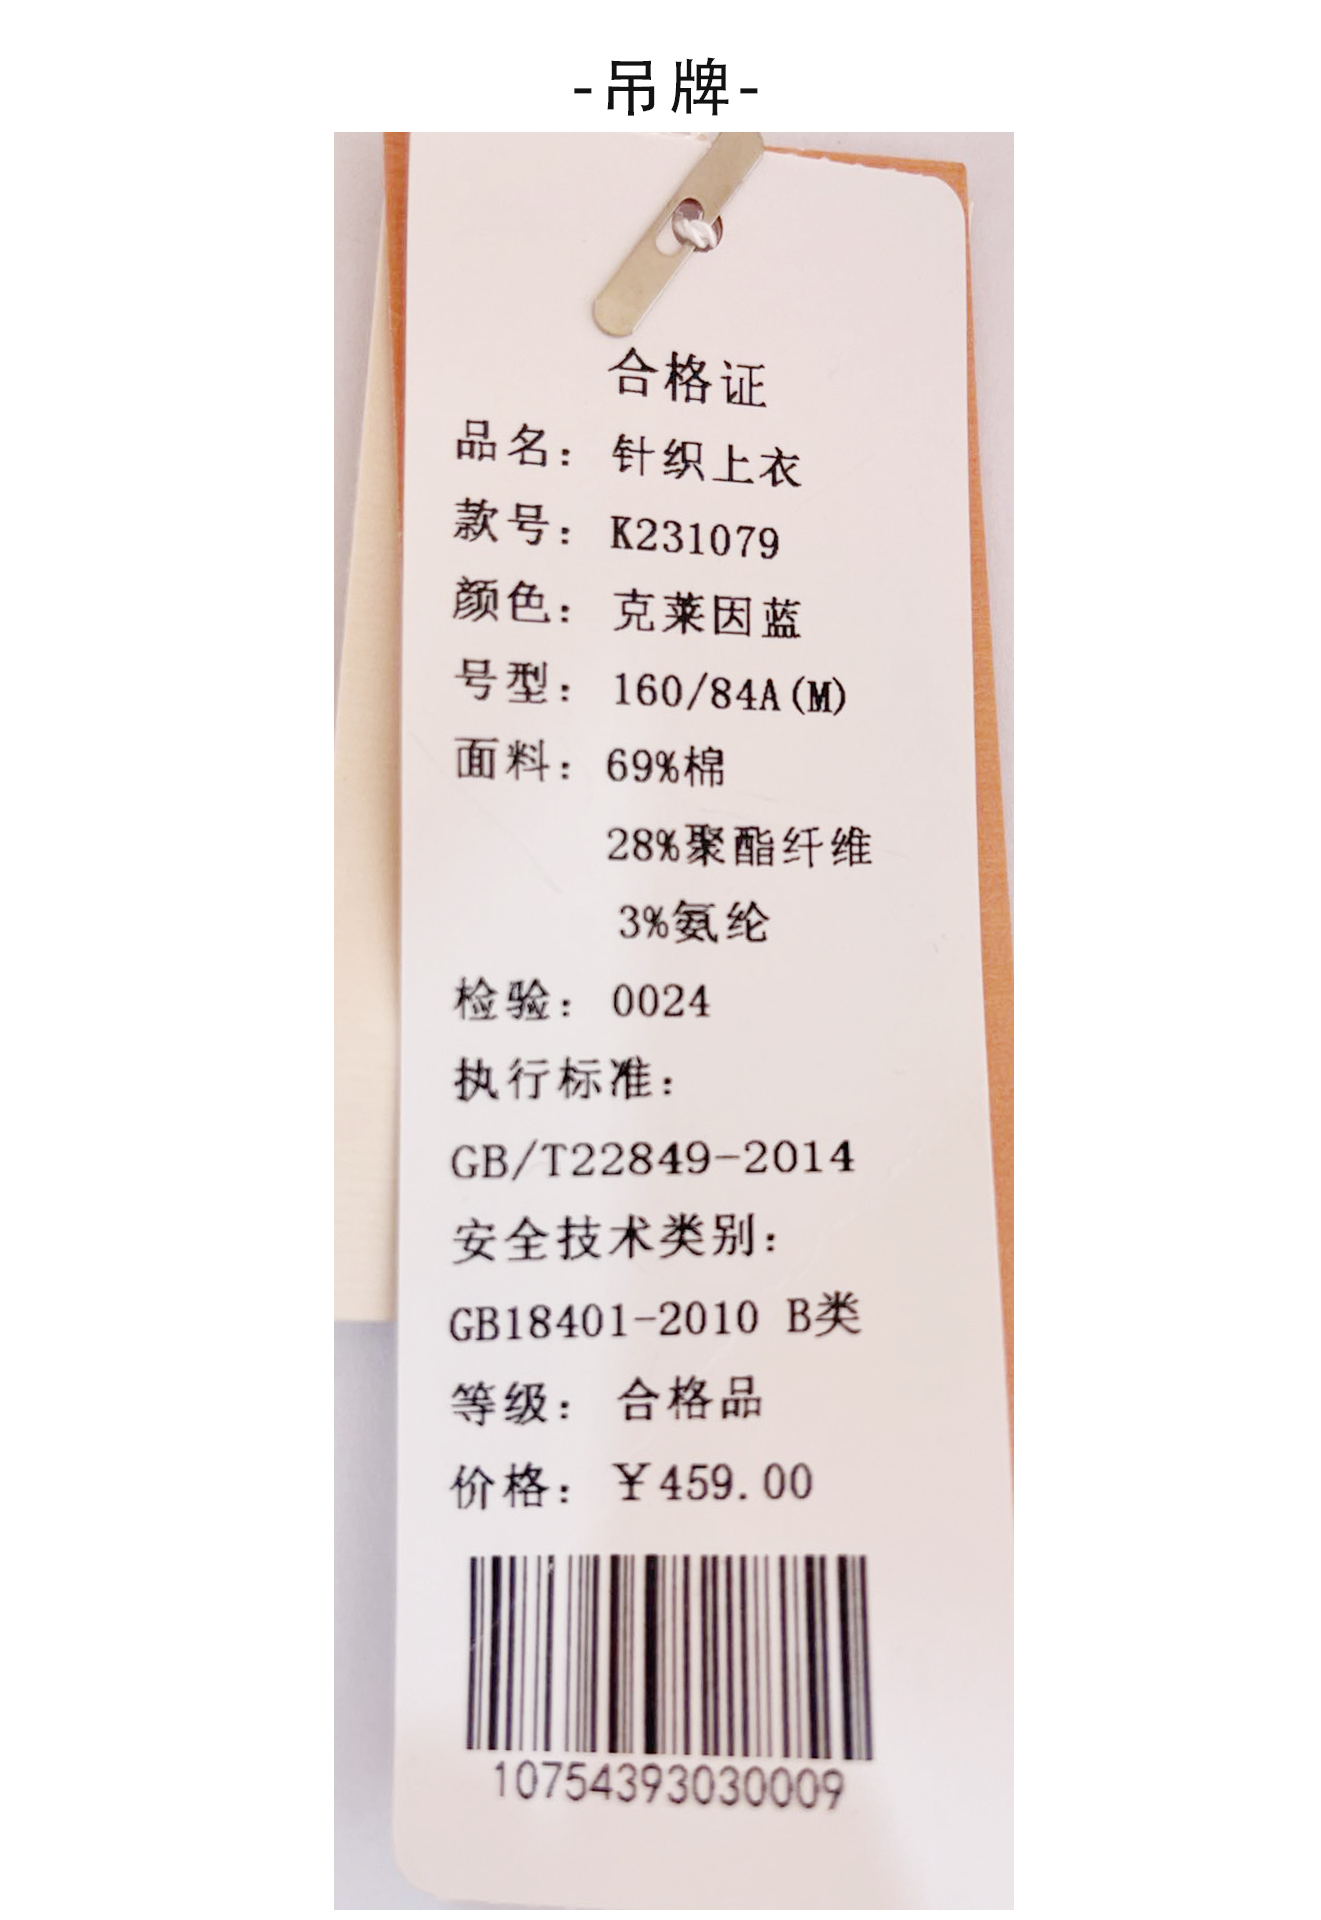 -吊牌-
合格证
品名：针织上衣
款号：K231079
颜色：克莱因蓝
号型：160/84A(M)
面料：69%棉
28%聚酯纤维
3%氨纶
检验：0024
执行标准：
GB/T22849-2014
安全技术类别：
GB18401-2010 B类
等级：合格品
价格：￥459.00
10754393030009